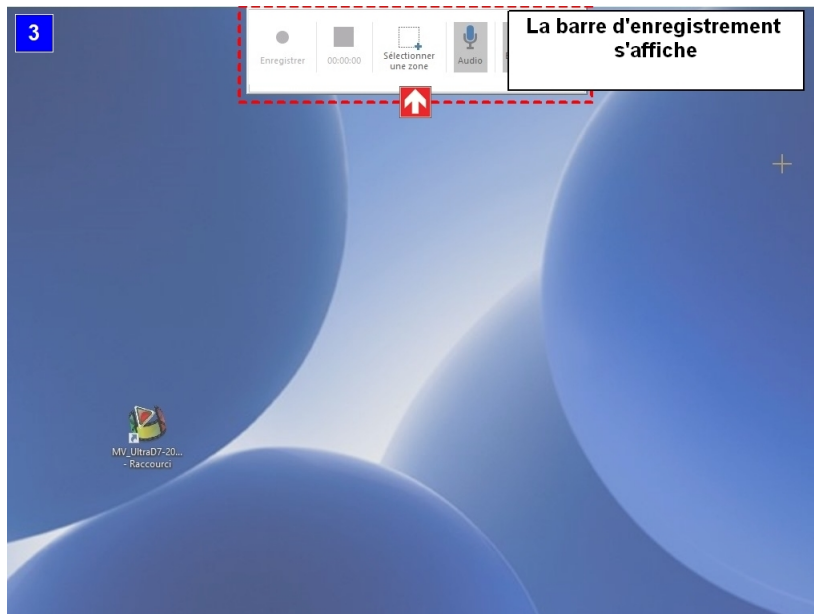 3
La barre d'enregistrement
s'affiche
Enregistrer
00:00:00
Sélectionner
une zone
Audio
MV_UltraD7-20...
- Raccourci